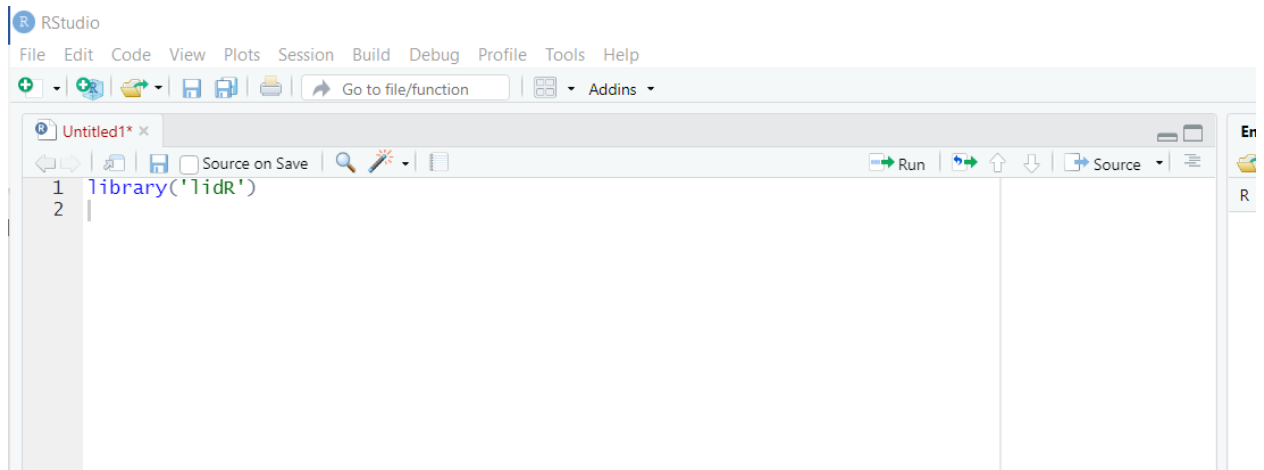 R RStudio
File Edit Code View Plots Session Build Debug Profile Tools Help
R Go to file/function Addins
R Untitled1* ×
Source on Save Run Source
1 library('lidR')
2
En
R